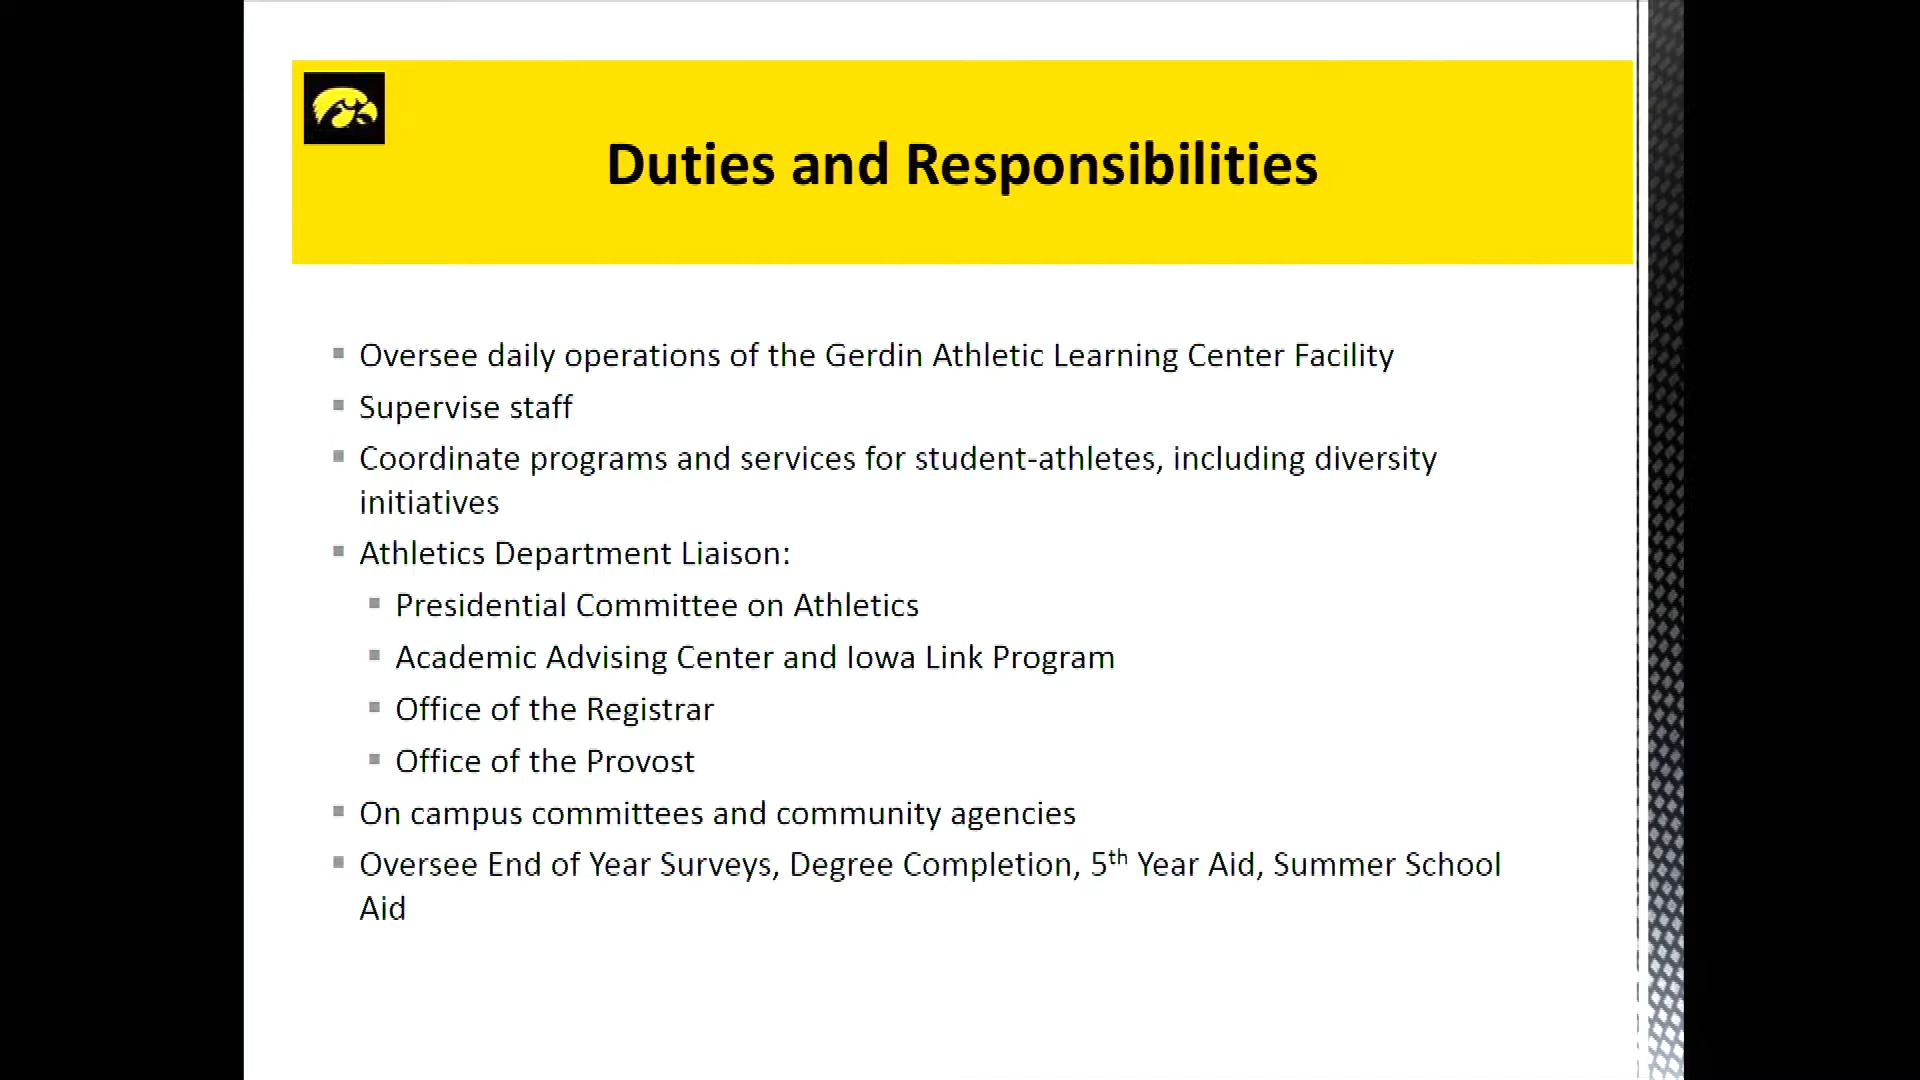 Duties and Responsibilities
Oversee daily operations of the Gerdin Athletic Learning Center Facility
Supervise staff
Coordinate programs and services for student-athletes, including diversity
initiatives
Athletics Department Liaison:
Presidential Committee on Athletics
Academic Advising Center and Iowa Link Program
Office of the Registrar
Office of the Provost
On campus committees and community agencies
Oversee End of Year Surveys, Degree Completion, 5th Year Aid, Summer School
Aid